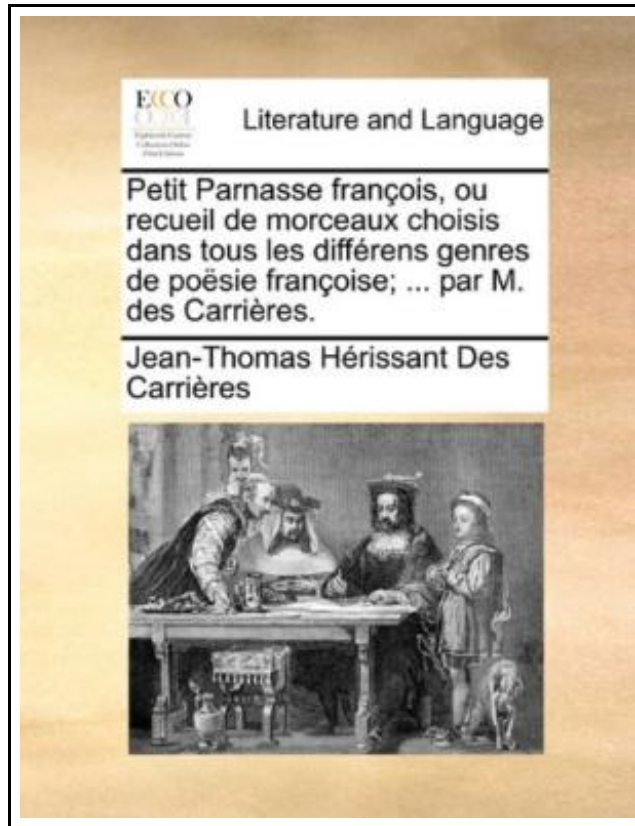 ECCO
Literature and Language
Petit Parnasse françois, ou
recueil de morceaux choisis
dans tous les différens genres
de poësie françoise; ... par M.
des Carrières.
Jean-Thomas Hérissant Des
Carrières